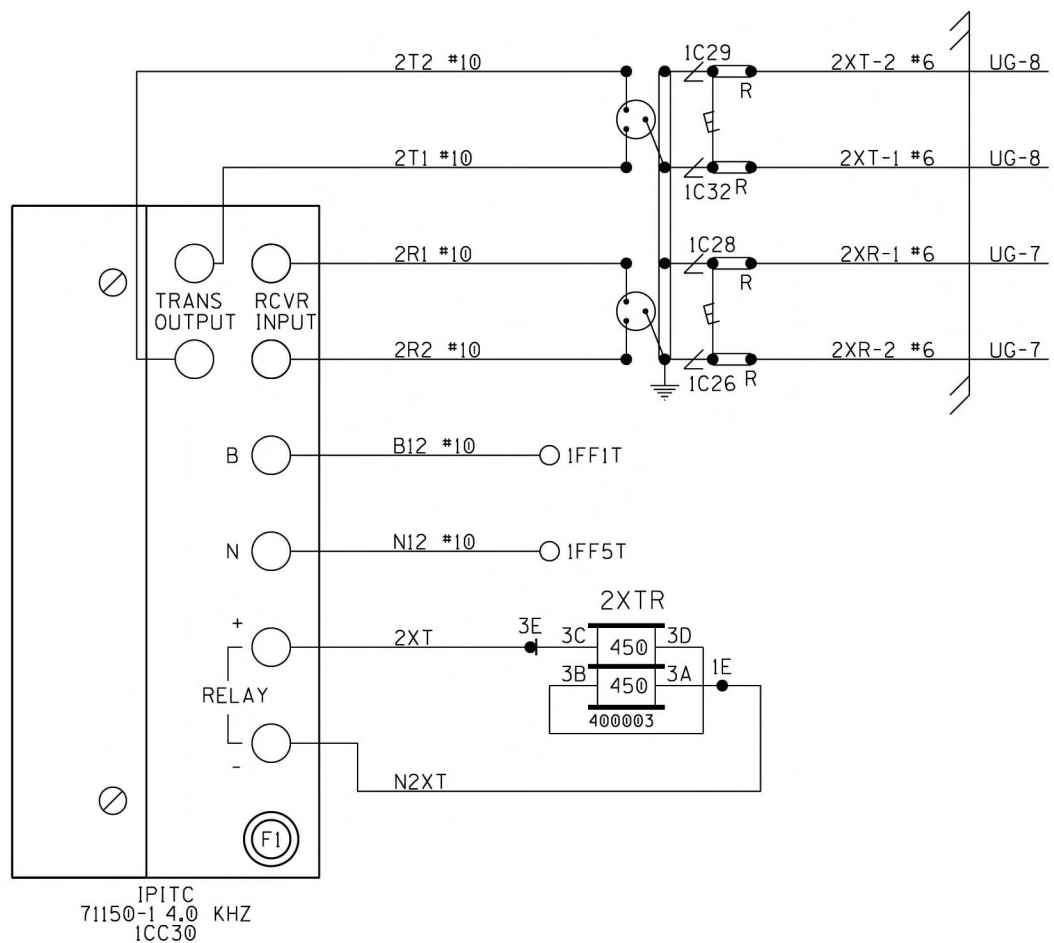 2T2 #10
1C29
2XT-2 #6
UG-8
R
E
2T1 #10
2XT-1 #6
UG-8
1C32
R
2R1 #10
1C28
2XR-1 #6
UG-7
R
TRANS
OUTPUT
RCVR
INPUT
E
2R2 #10
2XR-2 #6
UG-7
1C26
R
B
B12 #10
1FF1T
N
N12 #10
1FF5T
2XTR
+
2XT
3E
3C
450
3D
3B
450
3A
1E
RELAY
400003
-
N2XT
F1
IPITC
71150-1 4.0 KHZ
1CC30